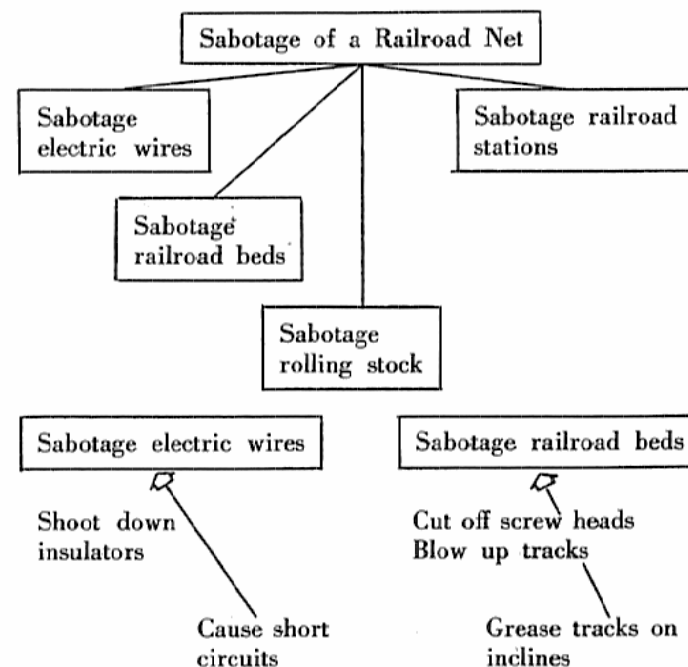 Sabotage of a Railroad Net
Sabotage
electric wires
Sabotage railroad
stations
Sabotage
railroad beds
Sabotage
rolling stock
Sabotage electric wires
Shoot down
insulators
Cause short
circuits
Sabotage railroad beds
Cut off screw heads
Blow up tracks
Grease tracks on
inclines